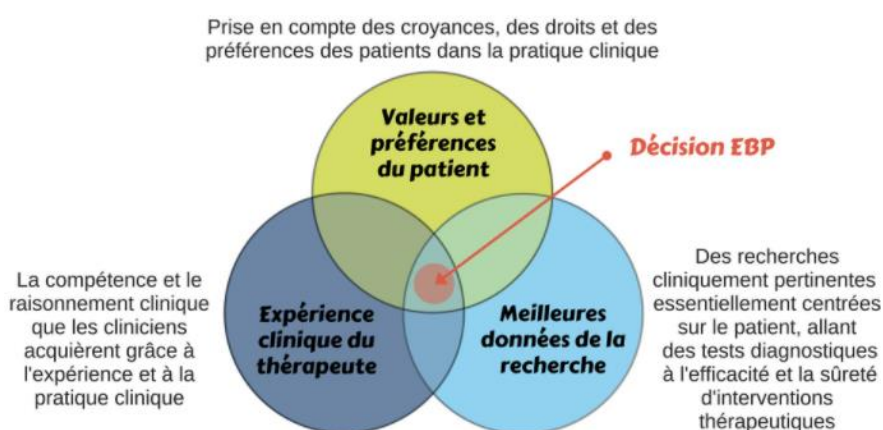 Prise en compte des croyances, des droits et des
préférences des patients dans la pratique clinique
Valeurs et
préférences
du patient
Décision EBP
La compétence et le
raisonnement clinique
que les cliniciens
acquièrent grâce à
l'expérience et à la
pratique clinique
Expérience
clinique du
thérapeute
Meilleures
données de la
recherche
Des recherches
cliniquement pertinentes
essentiellement centrées
sur le patient, allant
des tests diagnostiques
à l'efficacité et la sûreté
d'interventions
thérapeutiques